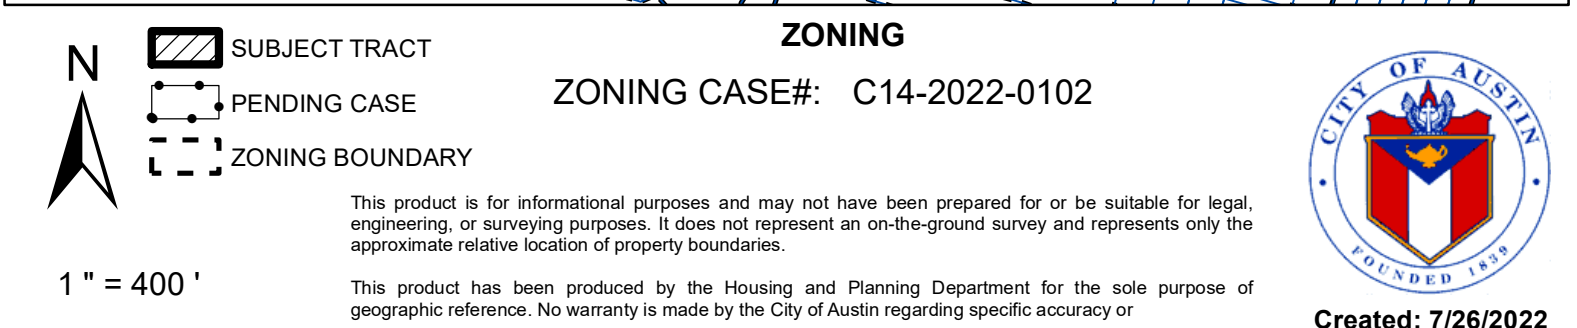 ZONING
N
SUBJECT TRACT
PENDING CASE
ZONING BOUNDARY
ZONING CASE#: C14-2022-0102
This product is for informational purposes and may not have been prepared for or be suitable for legal,
engineering, or surveying purposes. It does not represent an on-the-ground survey and represents only the
approximate relative location of property boundaries.
1 " = 400 '
This product has been produced by the Housing and Planning Department for the sole purpose of
geographic reference. No warranty is made by the City of Austin regarding specific accuracy or
CITY OF AUSTIN
FOUNDED 1839
Created: 7/26/2022